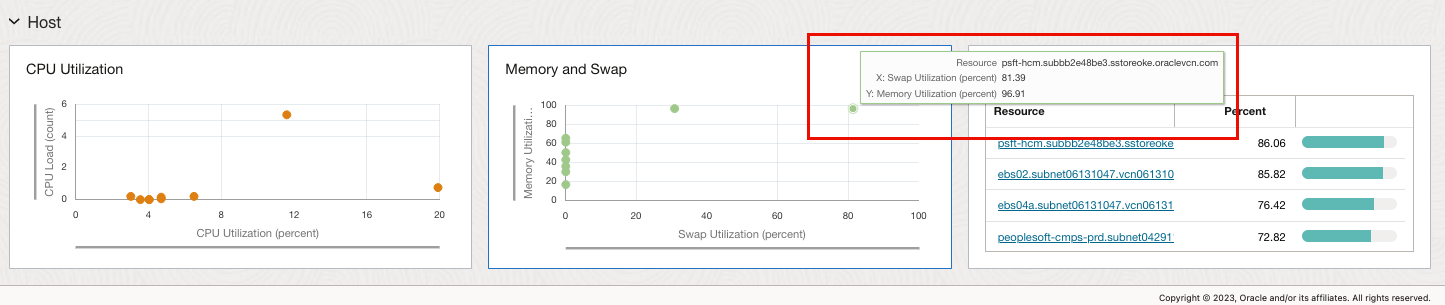 Host
CPU Utilization
CPU Load (count)
6
4
2
0
0
4
8
12
16
20
CPU Utilization (percent)
Memory and Swap
Memory Utilizati...
100
80
60
40
20
0
0
20
40
60
80
100
Swap Utilization (percent)
Resource psft-hcm.subbb2e48be3.sstoreoke.oraclevcn.com
X: Swap Utilization (percent) 81.39
Y: Memory Utilization (percent) 96.91
Resource Percent
psft-hcm.subbb2e48be3.sstoreoke 86.06
ebs02.subnet06131047.vcn061310 85.82
ebs04a.subnet06131047.vcn06131 76.42
peoplesoft-cmps-prd.subnet04291 72.82
Copyright © 2023, Oracle and/or its affiliates. All rights reserved.